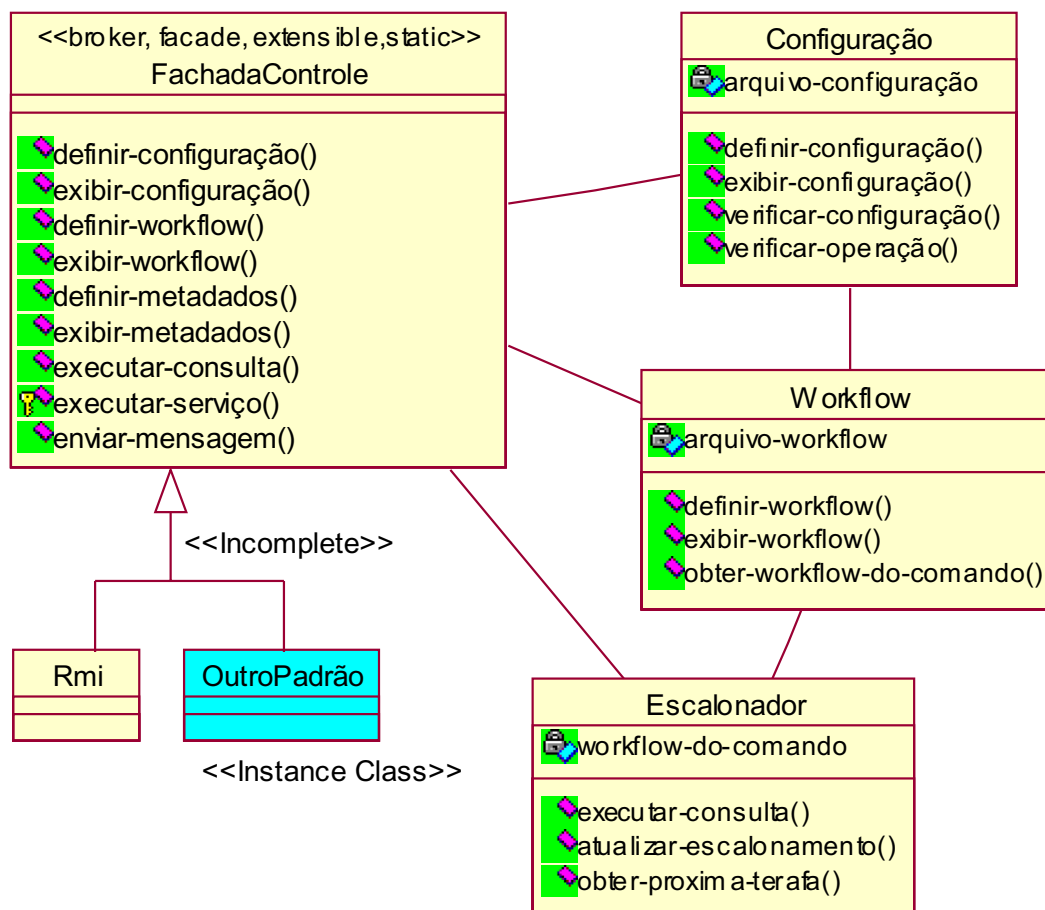 <<broker, facade, extensible,static>>
FachadaControle
definir-configuração()
exibir-configuração()
definir-workflow()
exibir-workflow()
definir-metadados()
exibir-metadados()
executar-consulta()
executar-serviço()
enviar-mensagem()
Configuração
arquivo-configuração
definir-configuração()
exibir-configuração()
verificar-configuração()
verificar-operação()
Workflow
arquivo-workflow
definir-workflow()
exibir-workflow()
obter-workflow-do-comando()
<<Incomplete>>
Rmi
OutroPadrão
<<Instance Class>>
Escalonador
workflow-do-comando
executar-consulta()
atualizar-escalonamento()
obter-proxima-terafa()